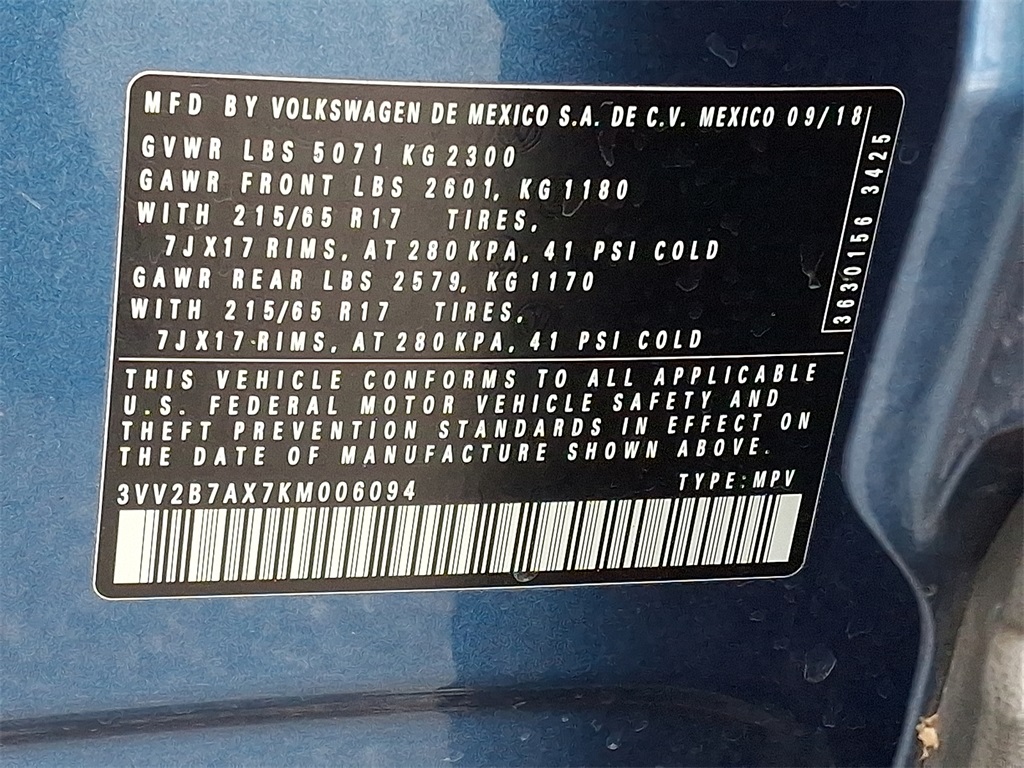 MFD BY VOLKSWAGEN DE MEXICO S.A. DE C.V. MEXICO 09/18
GVWR LBS 5071 KG 2300
GAWR FRONT LBS 2601, KG 1180
WITH 215/65 R17 TIRES,
7JX17 RIMS, AT 280 KPA, 41 PSI COLD
GAWR REAR LBS 2579, KG 1170
WITH 215/65 R17 TIRES,
7JX17 RIMS, AT 280 KPA, 41 PSI COLD
3630156 3425
THIS VEHICLE CONFORMS TO ALL APPLICABLE
U.S. FEDERAL MOTOR VEHICLE SAFETY AND
THEFT PREVENTION STANDARDS IN EFFECT ON
THE DATE OF MANUFACTURE SHOWN ABOVE.
3VV2B7AX7KM006094 TYPE: MPV